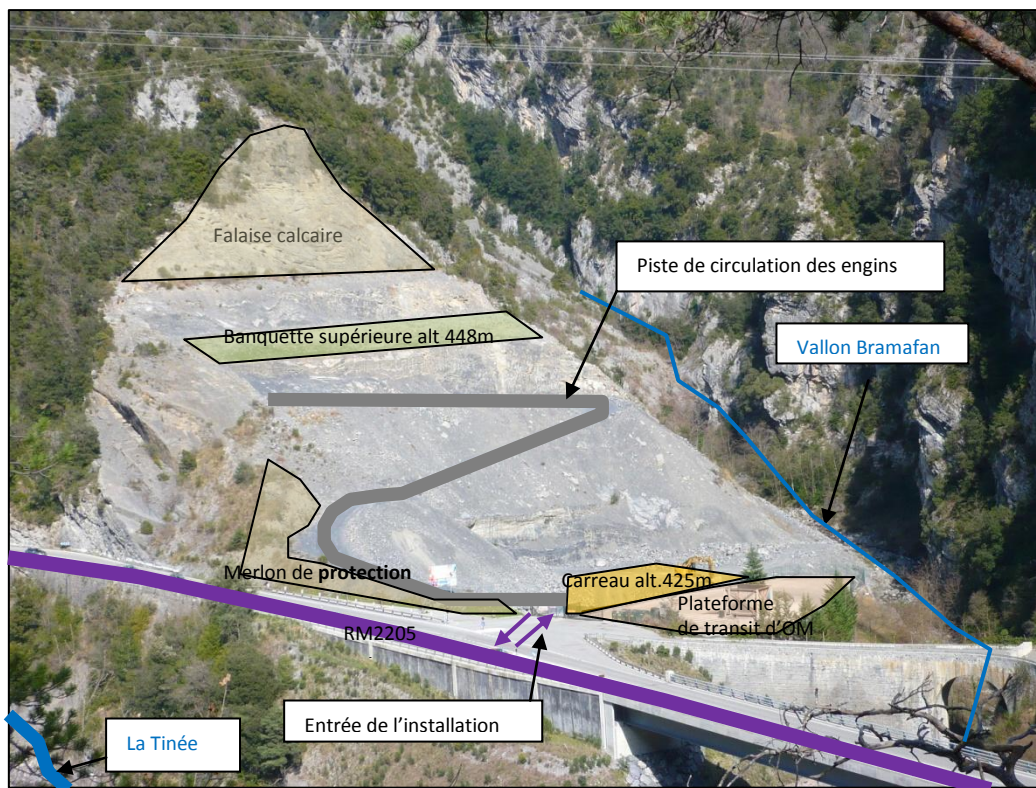 Falaise calcaire
Piste de circulation des engins
Banquette supérieure alt 448m
Vallon Bramafan
Merlon de protection
Carreau alt.425m
Plateforme
de transit d'OM
RM2205
Entrée de l'installation
La Tinée